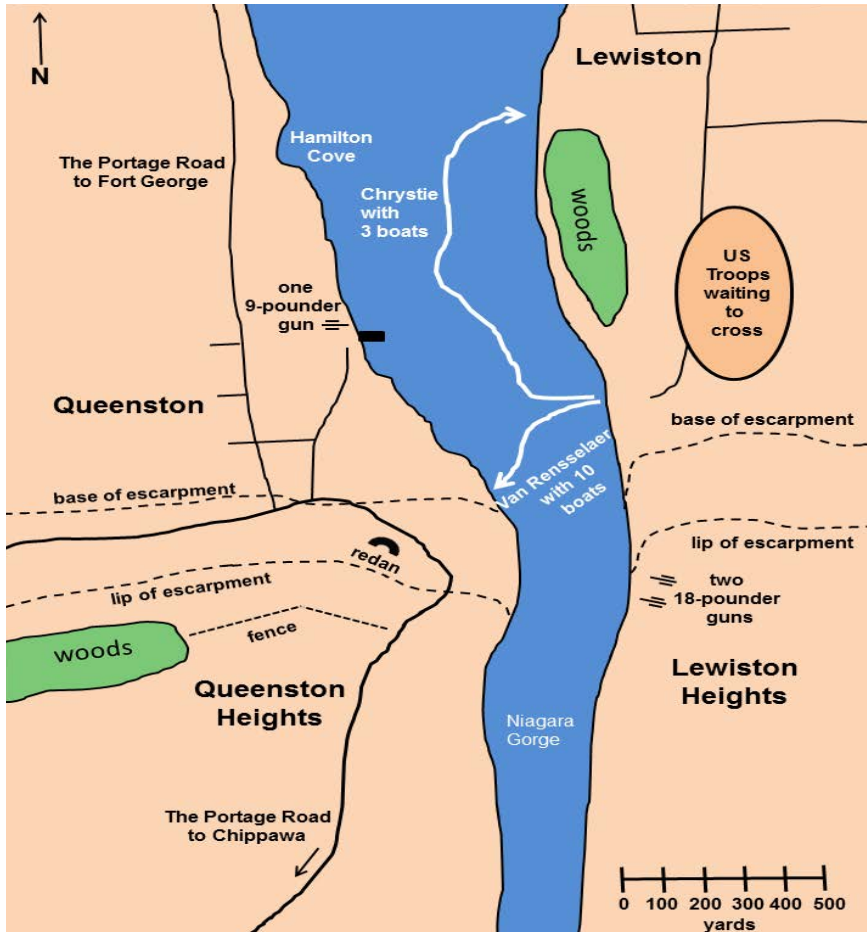 N
Lewiston
Hamilton
Cove
The Portage Road
to Fort George
Chrystie
with
3 boats
woods
US
Troops
waiting
to
cross
one
9-pounder
gun
Queenston
base of escarpment
Van Rensselaer
with 10
boats
base of escarpment
redan
lip of escarpment
lip of escarpment
two
18-pounder
guns
fence
woods
Queenston
Heights
Lewiston
Heights
Niagara
Gorge
The Portage Road
to Chippawa
0 100 200 300 400 500
yards